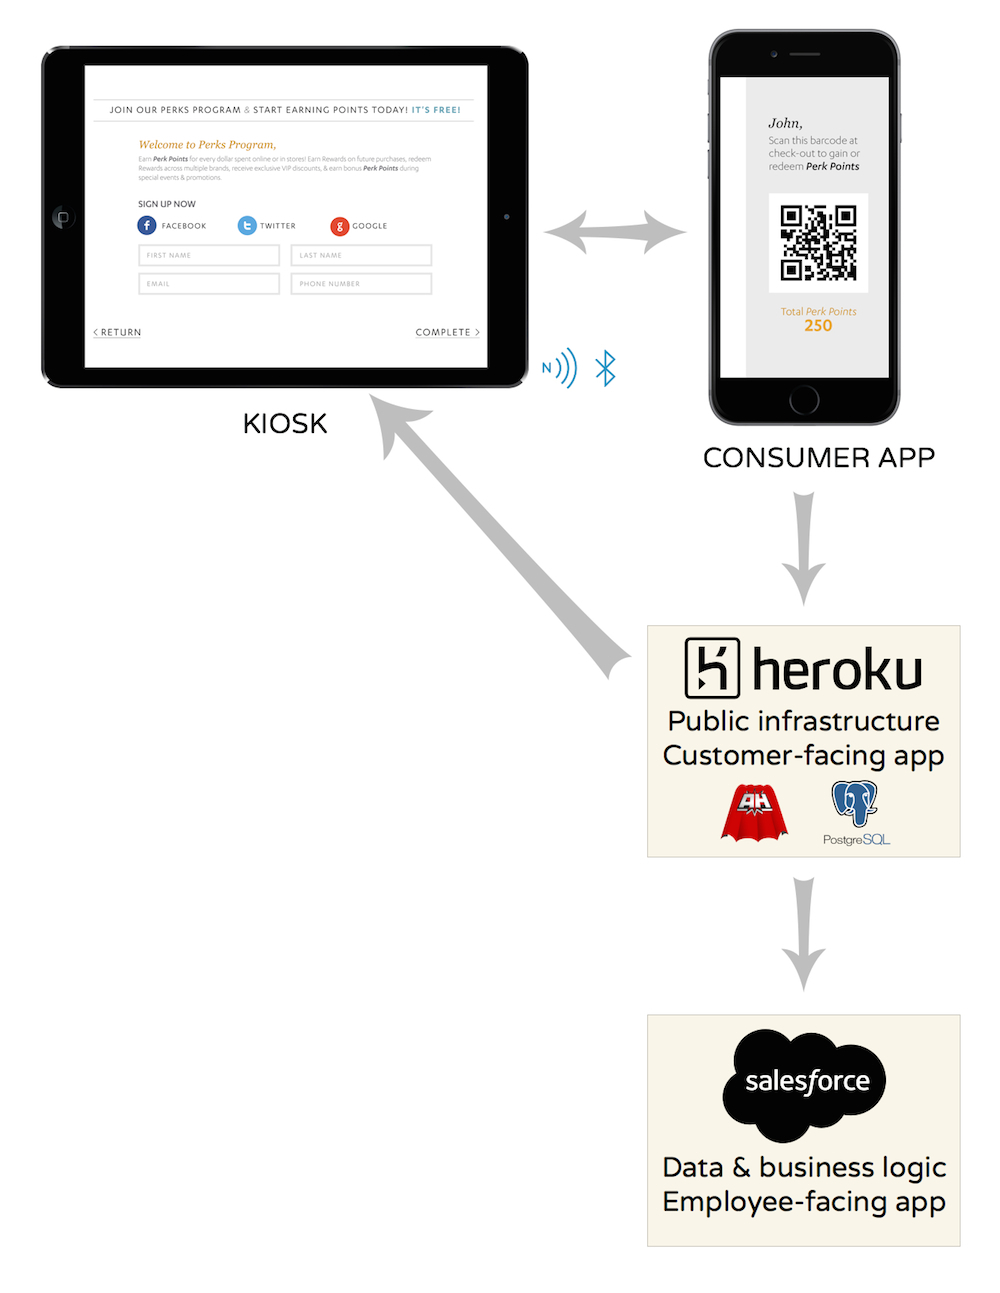 JOIN OUR PERKS PROGRAM & START EARNING POINTS TODAY! IT'S FREE!
Welcome to Perks Program,
Earn Perk Points for every dollar spent online or in stores! Earn Rewards on future purchases, redeem
Rewards across multiple brands, receive exclusive VIP discounts, & earn bonus Perk Points during
special events & promotions.
SIGN UP NOW
f FACEBOOK
TWITTER
g GOOGLE
FIRST NAME
LAST NAME
EMAIL
PHONE NUMBER
< RETURN
COMPLETE >
N
KIOSK
John,
Scan this barcode at
check-out to gain or
redeem Perk Points
Total Perk Points
250
CONSUMER APP
heroku
Public infrastructure
Customer-facing app
AH
PostgreSQL
salesforce
Data & business logic
Employee-facing app